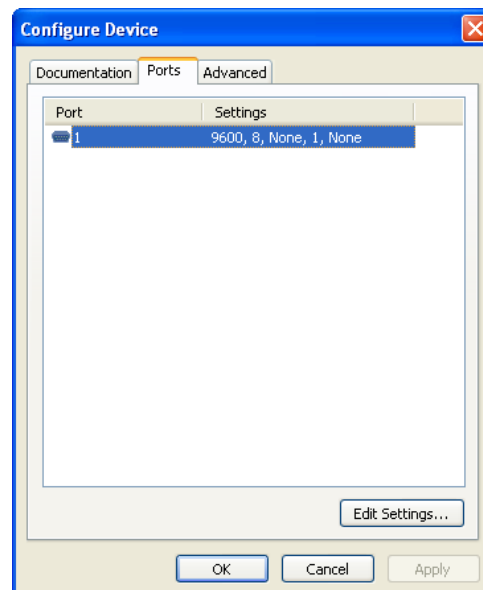 Configure Device
Documentation Ports Advanced
Port Settings
1 9600, 8, None, 1, None
Edit Settings...
OK Cancel Apply